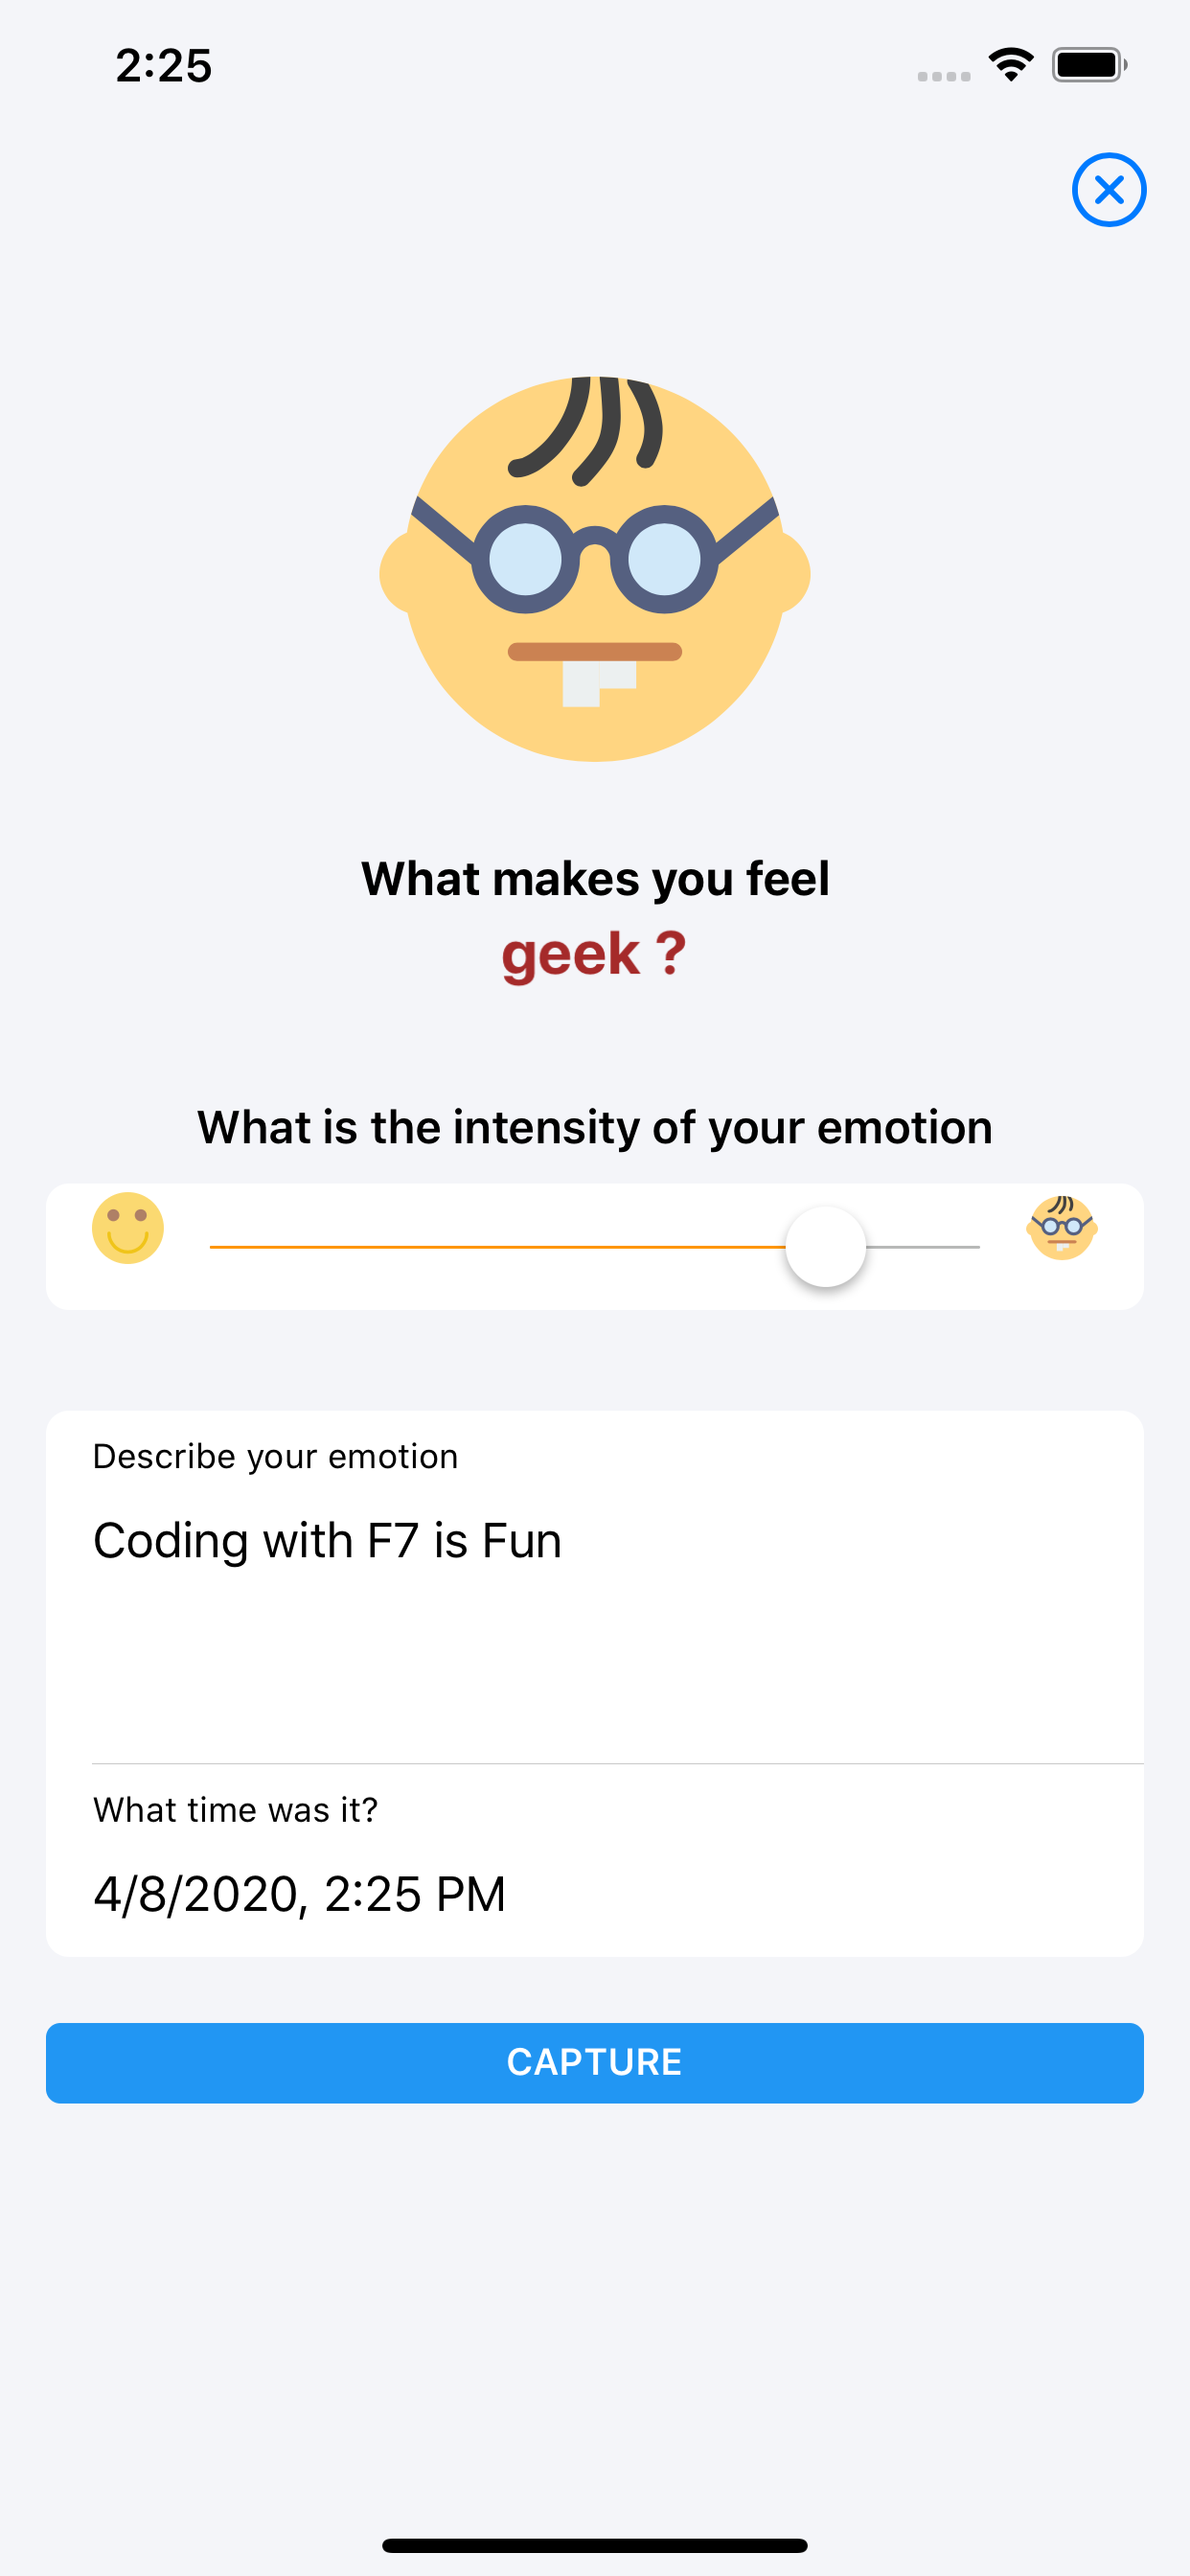 2:25
What makes you feel
geek ?
What is the intensity of your emotion
Describe your emotion
Coding with F7 is Fun
What time was it?
4/8/2020, 2:25 PM
CAPTURE